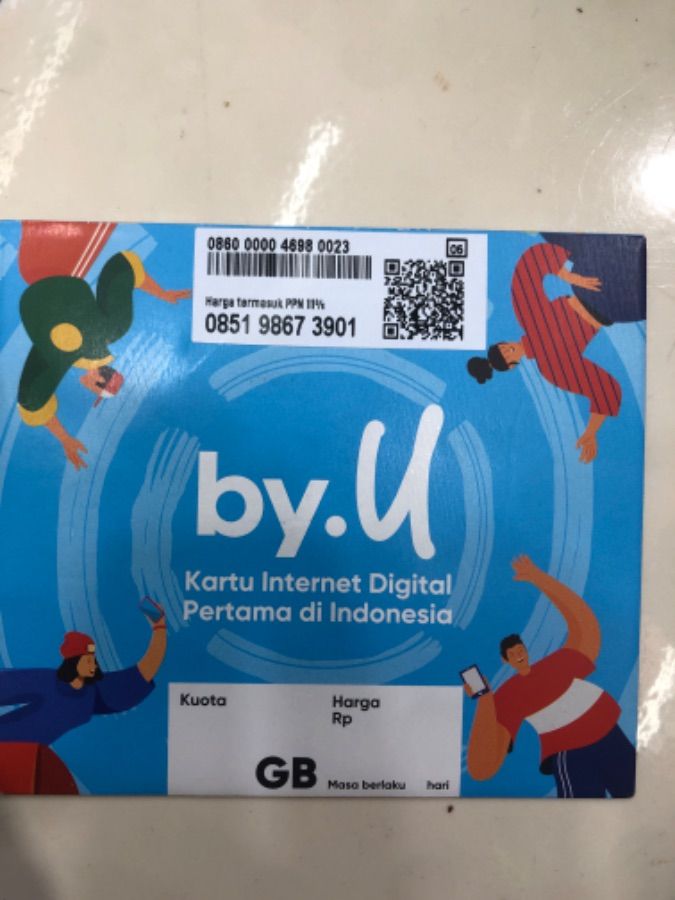 0860 0000 4698 0023
06
Harga termasuk PPN 11%
0851 9867 3901
by.U
Kartu Internet Digital
Pertama di Indonesia
Kuota
Harga
Rp
GB
Masa berlaku hari